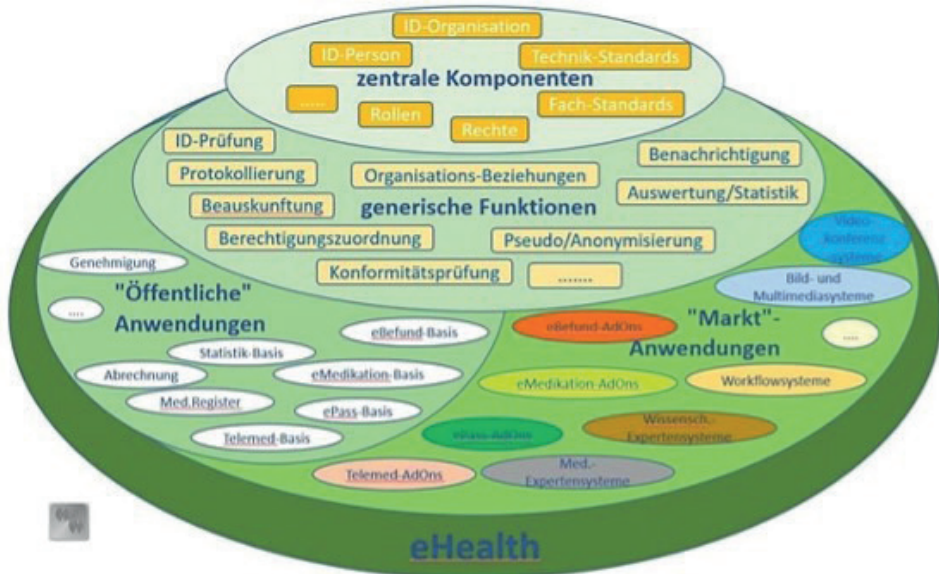 ID-Organisation
ID-Person
Technik-Standards
zentrale Komponenten
.....
Rollen
Fach-Standards
Rechte
ID-Prüfung
Benachrichtigung
Protokollierung
Organisations-Beziehungen
Auswertung/Statistik
Beauskunftung
generische Funktionen
Berechtigungszuordnung
Pseudo/Anonymisierung
Konformitätsprüfung
.......
Video-
konferenz
systeme
Genehmigung
Bild- und
Multimediasysteme
"Öffentliche"
Anwendungen
....
eBefund-Basis
Statistik-Basis
Abrechnung
eMedikation-Basis
Med.Register
ePass-Basis
Telemed-Basis
eBefund-AdOns
"Markt"-
Anwendungen
....
eMedikation-AdOns
Workflowsysteme
ePass-AdOns
Wissensch.-
Expertensysteme
Telemed-AdOns
Med.-
Expertensysteme
eHealth